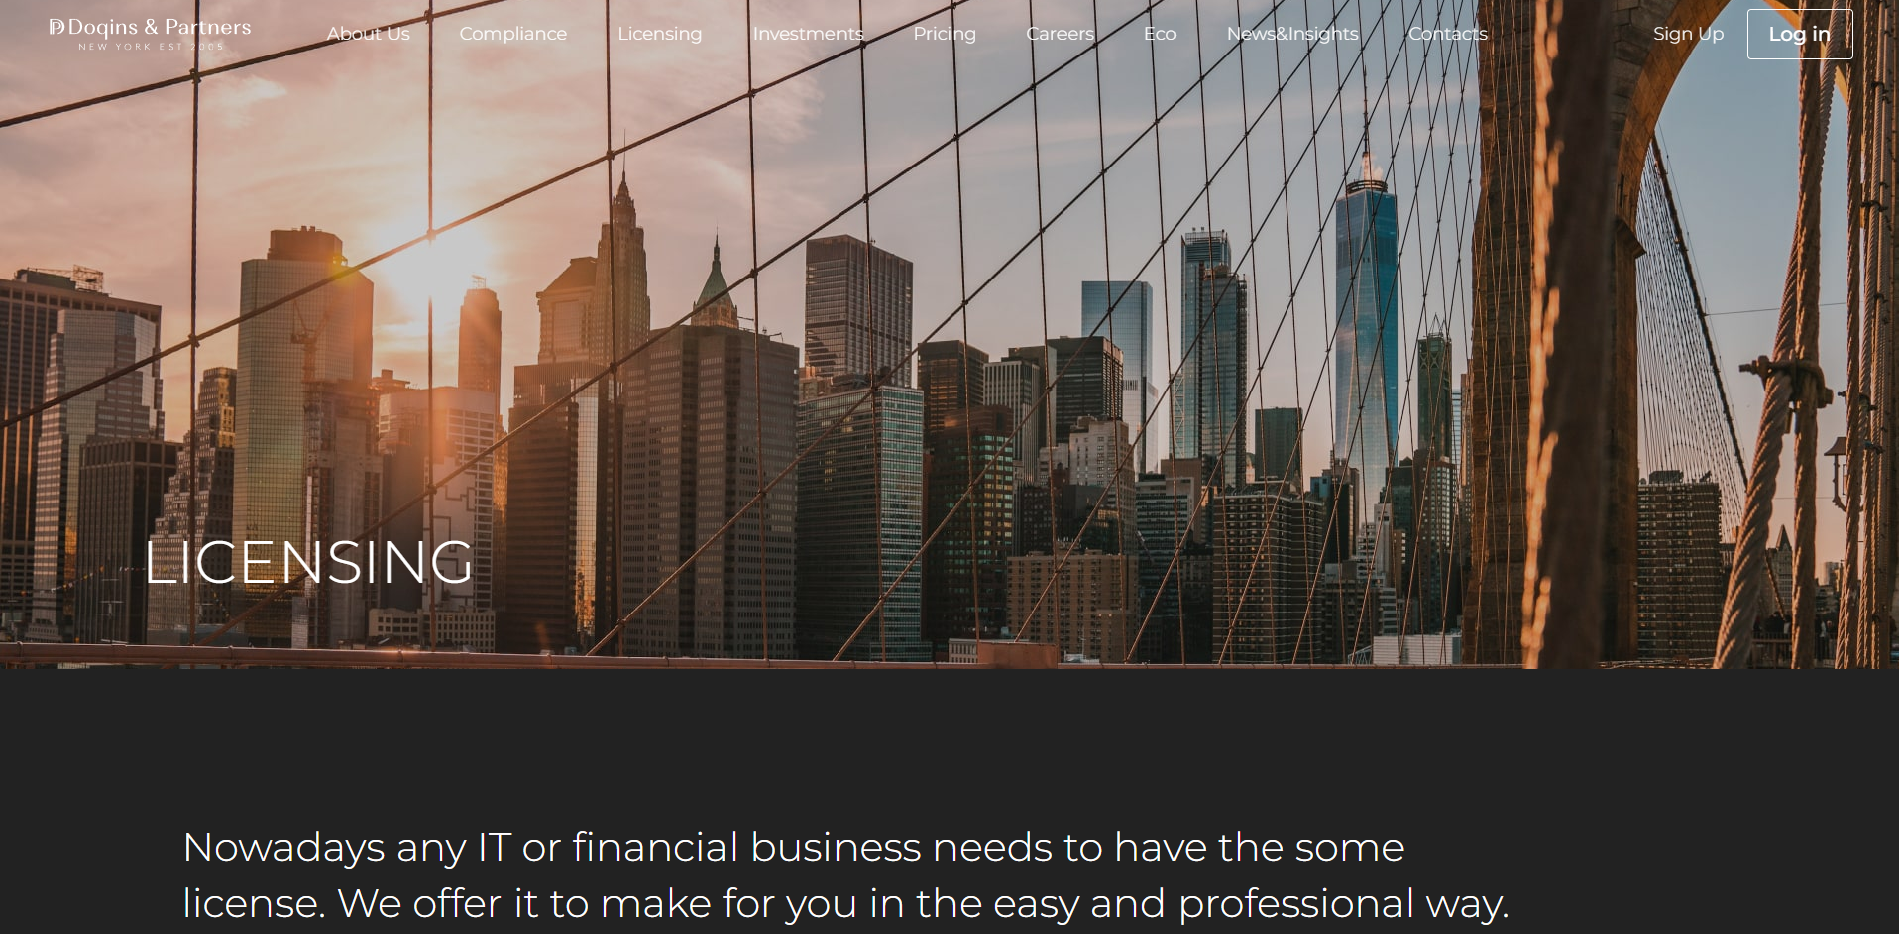 Doqins & Partners
NEW YORK EST 2005
About Us
Compliance
Licensing
Investments
Pricing
Careers
Eco
News&Insights
Contacts
Sign Up
Log in
LICENSING
Nowadays any IT or financial business needs to have the some
license. We offer it to make for you in the easy and professional way.